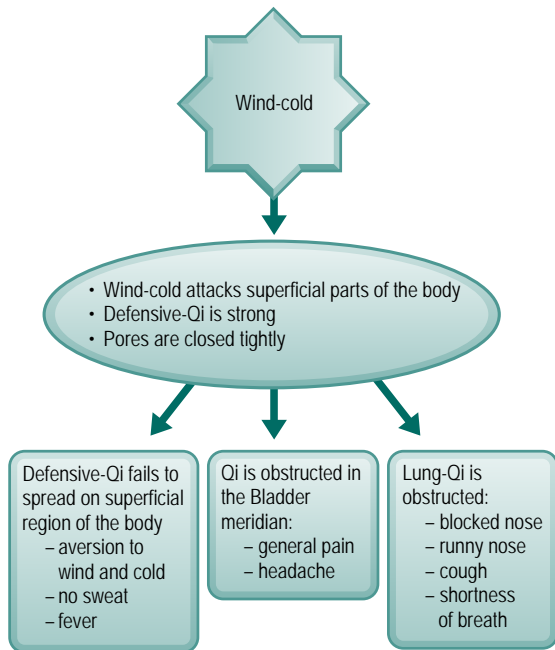 Wind-cold
• Wind-cold attacks superficial parts of the body
• Defensive-Qi is strong
• Pores are closed tightly
Defensive-Qi fails to
spread on superficial
region of the body
– aversion to
wind and cold
– no sweat
– fever
Qi is obstructed in
the Bladder
meridian:
– general pain
– headache
Lung-Qi is
obstructed:
– blocked nose
– runny nose
– cough
– shortness
of breath